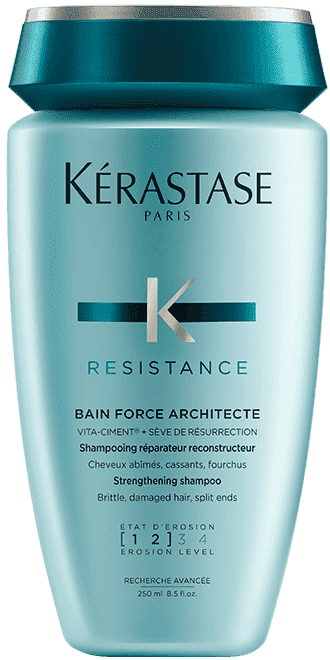 KÉRASTASE
PARIS
K
RESISTANCE
BAIN FORCE ARCHITECTE
VITA-CIMENT® + SÈVE DE RÉSURRECTION
Shampooing réparateur reconstructeur
Cheveux abîmés, cassants, fourchus
Strengthening shampoo
Brittle, damaged hair, split ends
ÉTAT D'ÉROSION
[1 2] 3 4
EROSION LEVEL
RECHERCHE AVANCÉE
250 ml 8.5 fl.oz.